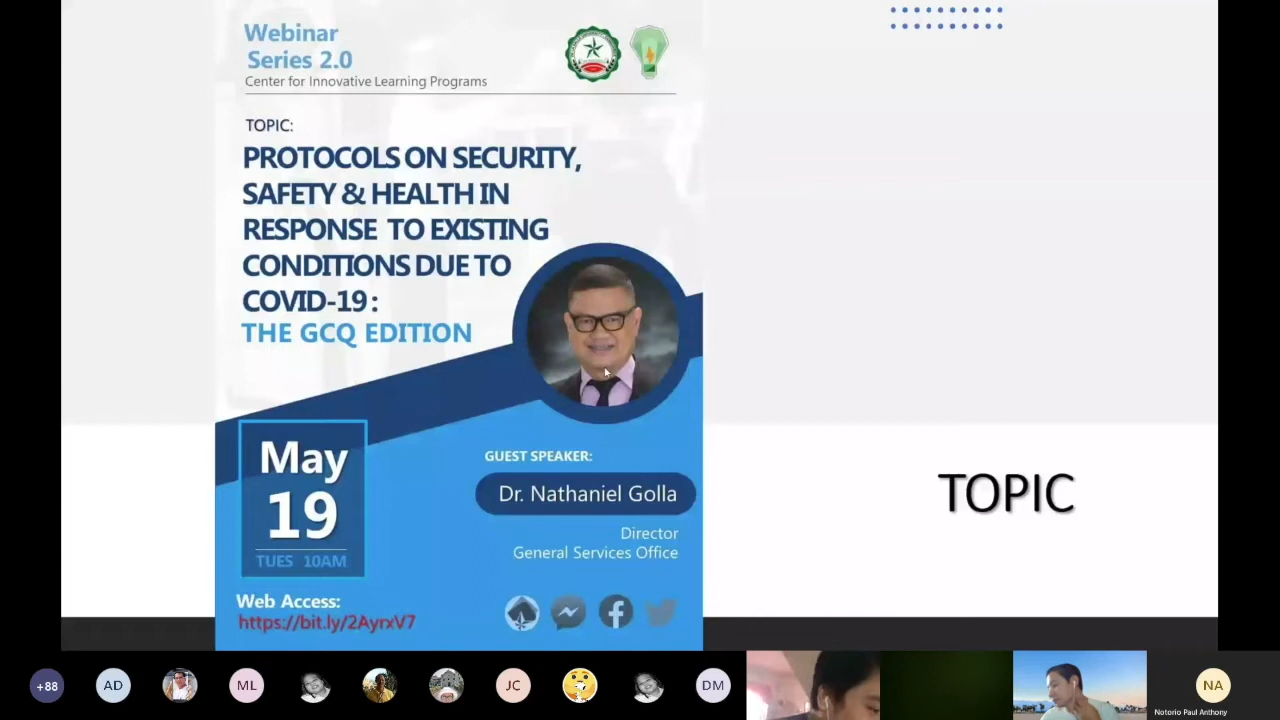 Webinar
Series 2.0
Center for Innovative Learning Programs
TOPIC:
PROTOCOLS ON SECURITY,
SAFETY & HEALTH IN
RESPONSE TO EXISTING
CONDITIONS DUE TO
COVID-19 :
THE GCQ EDITION
May
19
TUES 10AM
GUEST SPEAKER:
Dr. Nathaniel Golla
Director
General Services Office
Web Access:
https://bit.ly/2AyrxV7
TOPIC
+88
AD
ML
JC
DM
NA
Notorio Paul Anthony